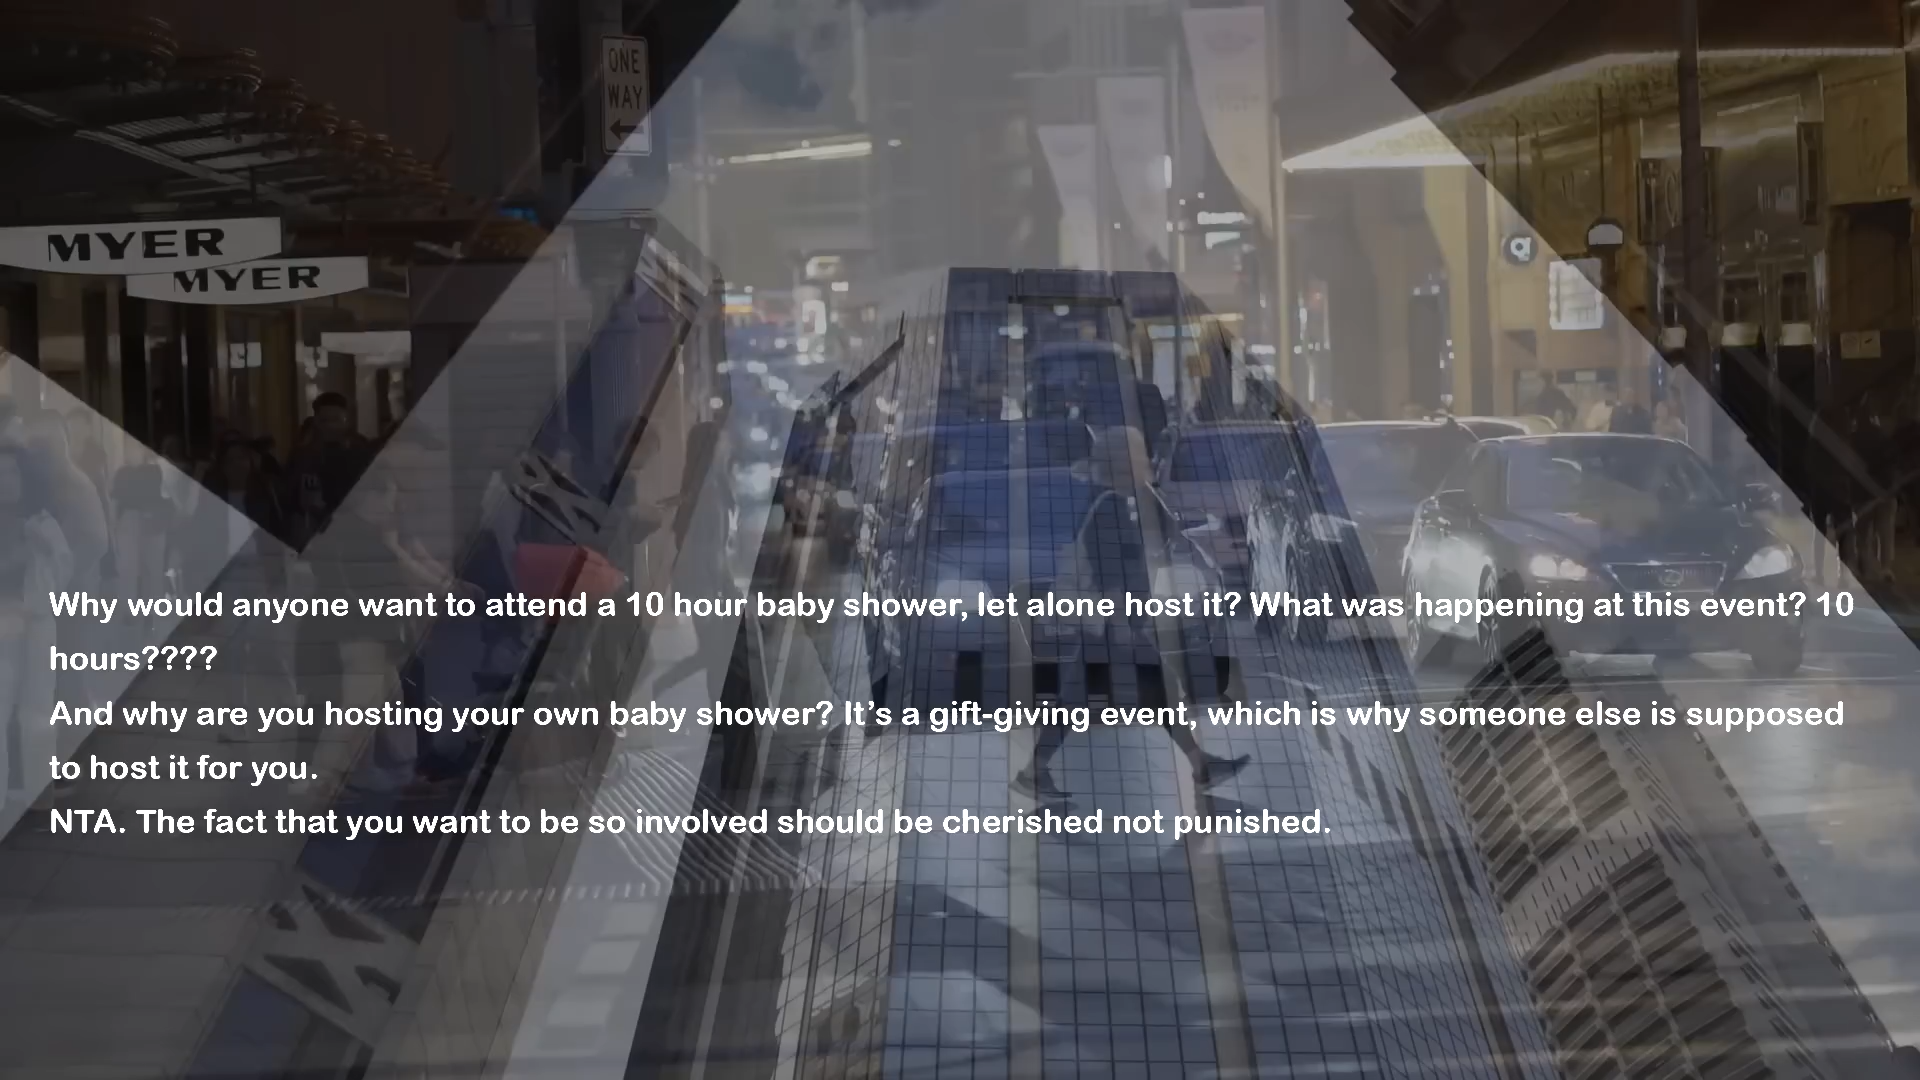 ONE
WAY
MYER
MYER
Why would anyone want to attend a 10 hour baby shower, let alone host it? What was happening at this event? 10
hours????
And why are you hosting your own baby shower? It’s a gift-giving event, which is why someone else is supposed
to host it for you.
NTA. The fact that you want to be so involved should be cherished not punished.